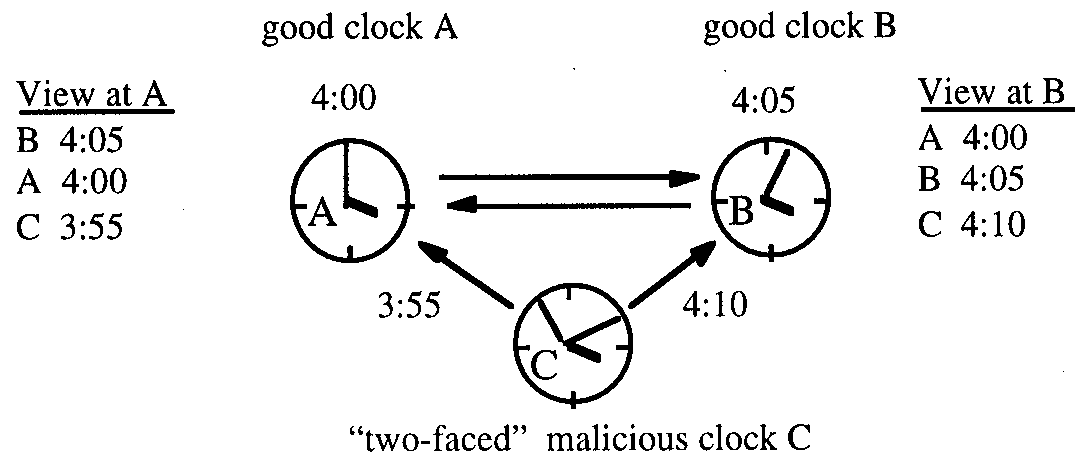 good clock A
good clock B
View at A
B 4:05
A 4:00
C 3:55
4:00
4:05
View at B
A 4:00
B 4:05
C 4:10
A
B
3:55
4:10
C
“two-faced” malicious clock C